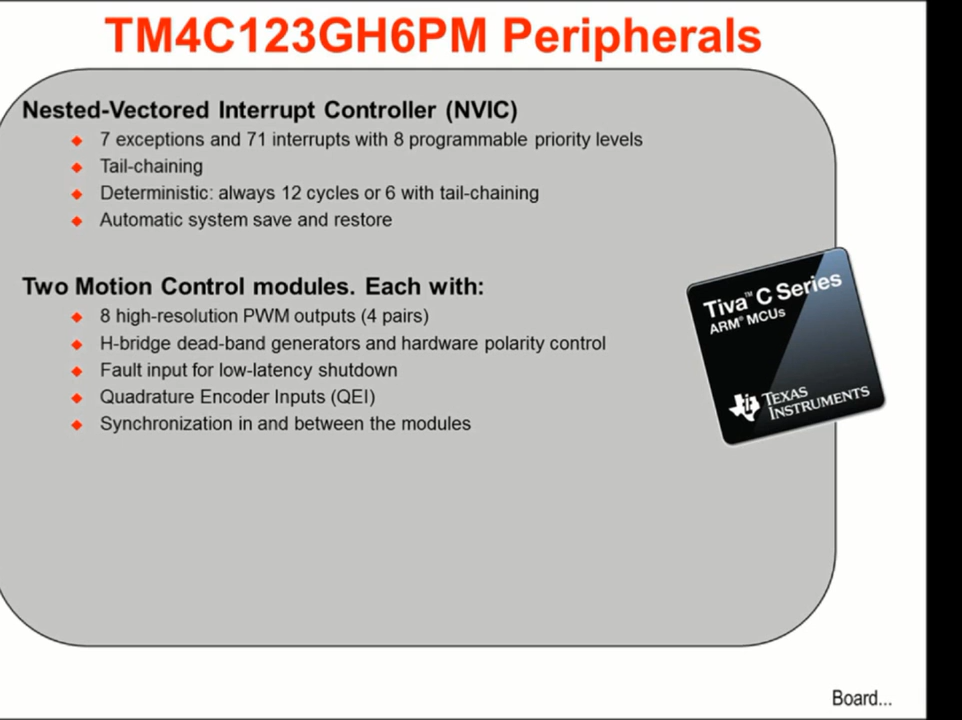 TM4C123GH6PM Peripherals
Nested-Vectored Interrupt Controller (NVIC)
7 exceptions and 71 interrupts with 8 programmable priority levels
Tail-chaining
Deterministic: always 12 cycles or 6 with tail-chaining
Automatic system save and restore
Two Motion Control modules. Each with:
8 high-resolution PWM outputs (4 pairs)
H-bridge dead-band generators and hardware polarity control
Fault input for low-latency shutdown
Quadrature Encoder Inputs (QEI)
Synchronization in and between the modules
Tiva™ C Series
ARM® MCUs
TEXAS
INSTRUMENTS
Board...